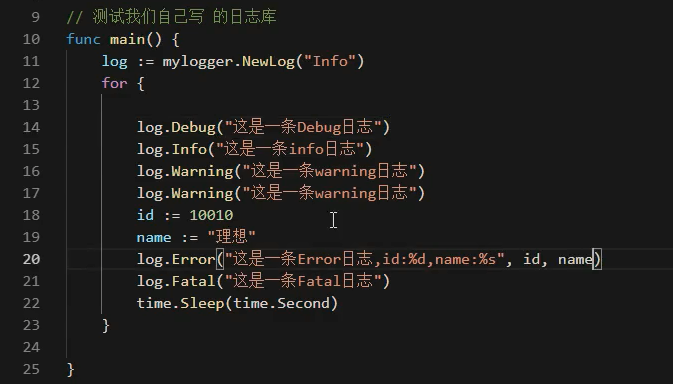 9 // 测试我们自己写 的日志库
10 func main() {
11 log := mylogger.NewLog("Info")
12 for {
13
14 log.Debug("这是一条Debug日志")
15 log.Info("这是一条info日志")
16 log.Warning("这是一条warning日志")
17 log.Warning("这是一条warning日志")
18 id := 10010
19 name := "理想"
20 log.Error("这是一条Error日志,id:%d,name:%s", id, name)
21 log.Fatal("这是一条Fatal日志")
22 time.Sleep(time.Second)
23 }
24
25 }